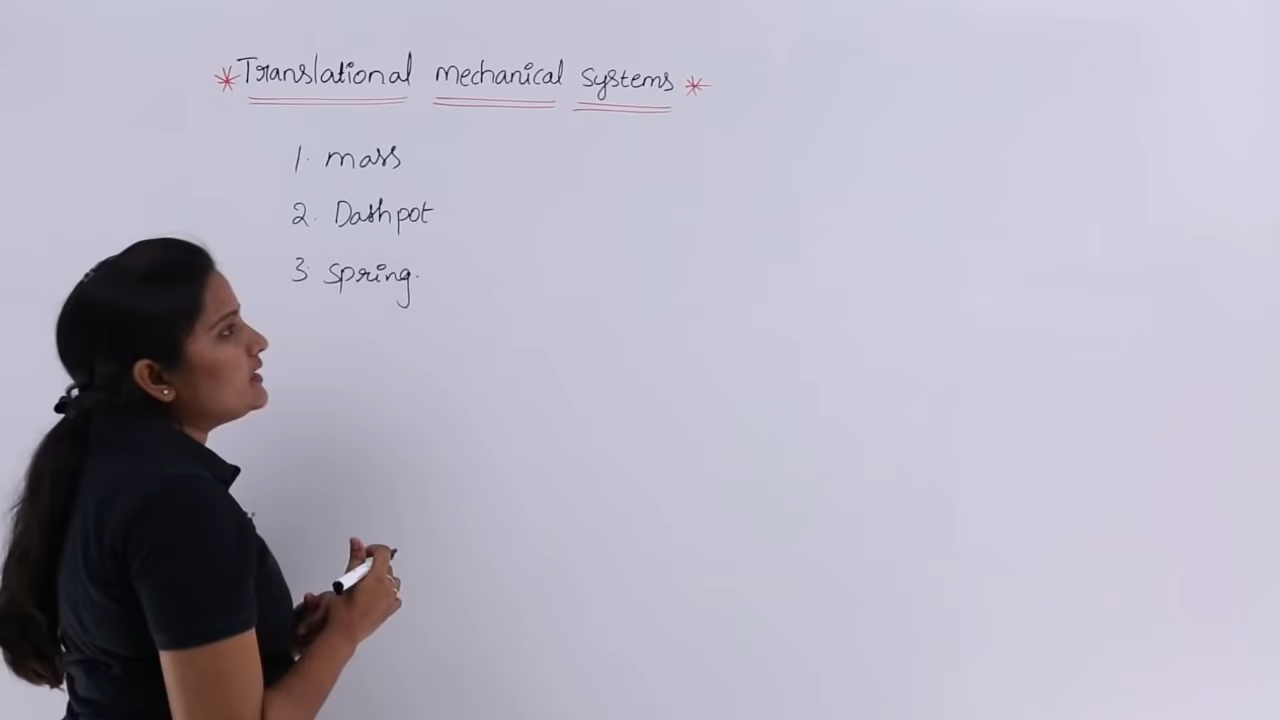 *Translational mechanical systems*
1. mass
2. Dashpot
3. spring.